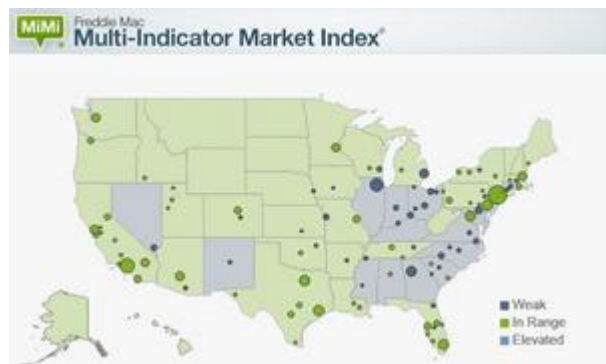 MiMi
Freddie Mac
Multi-Indicator Market Index®
Weak
In Range
Elevated